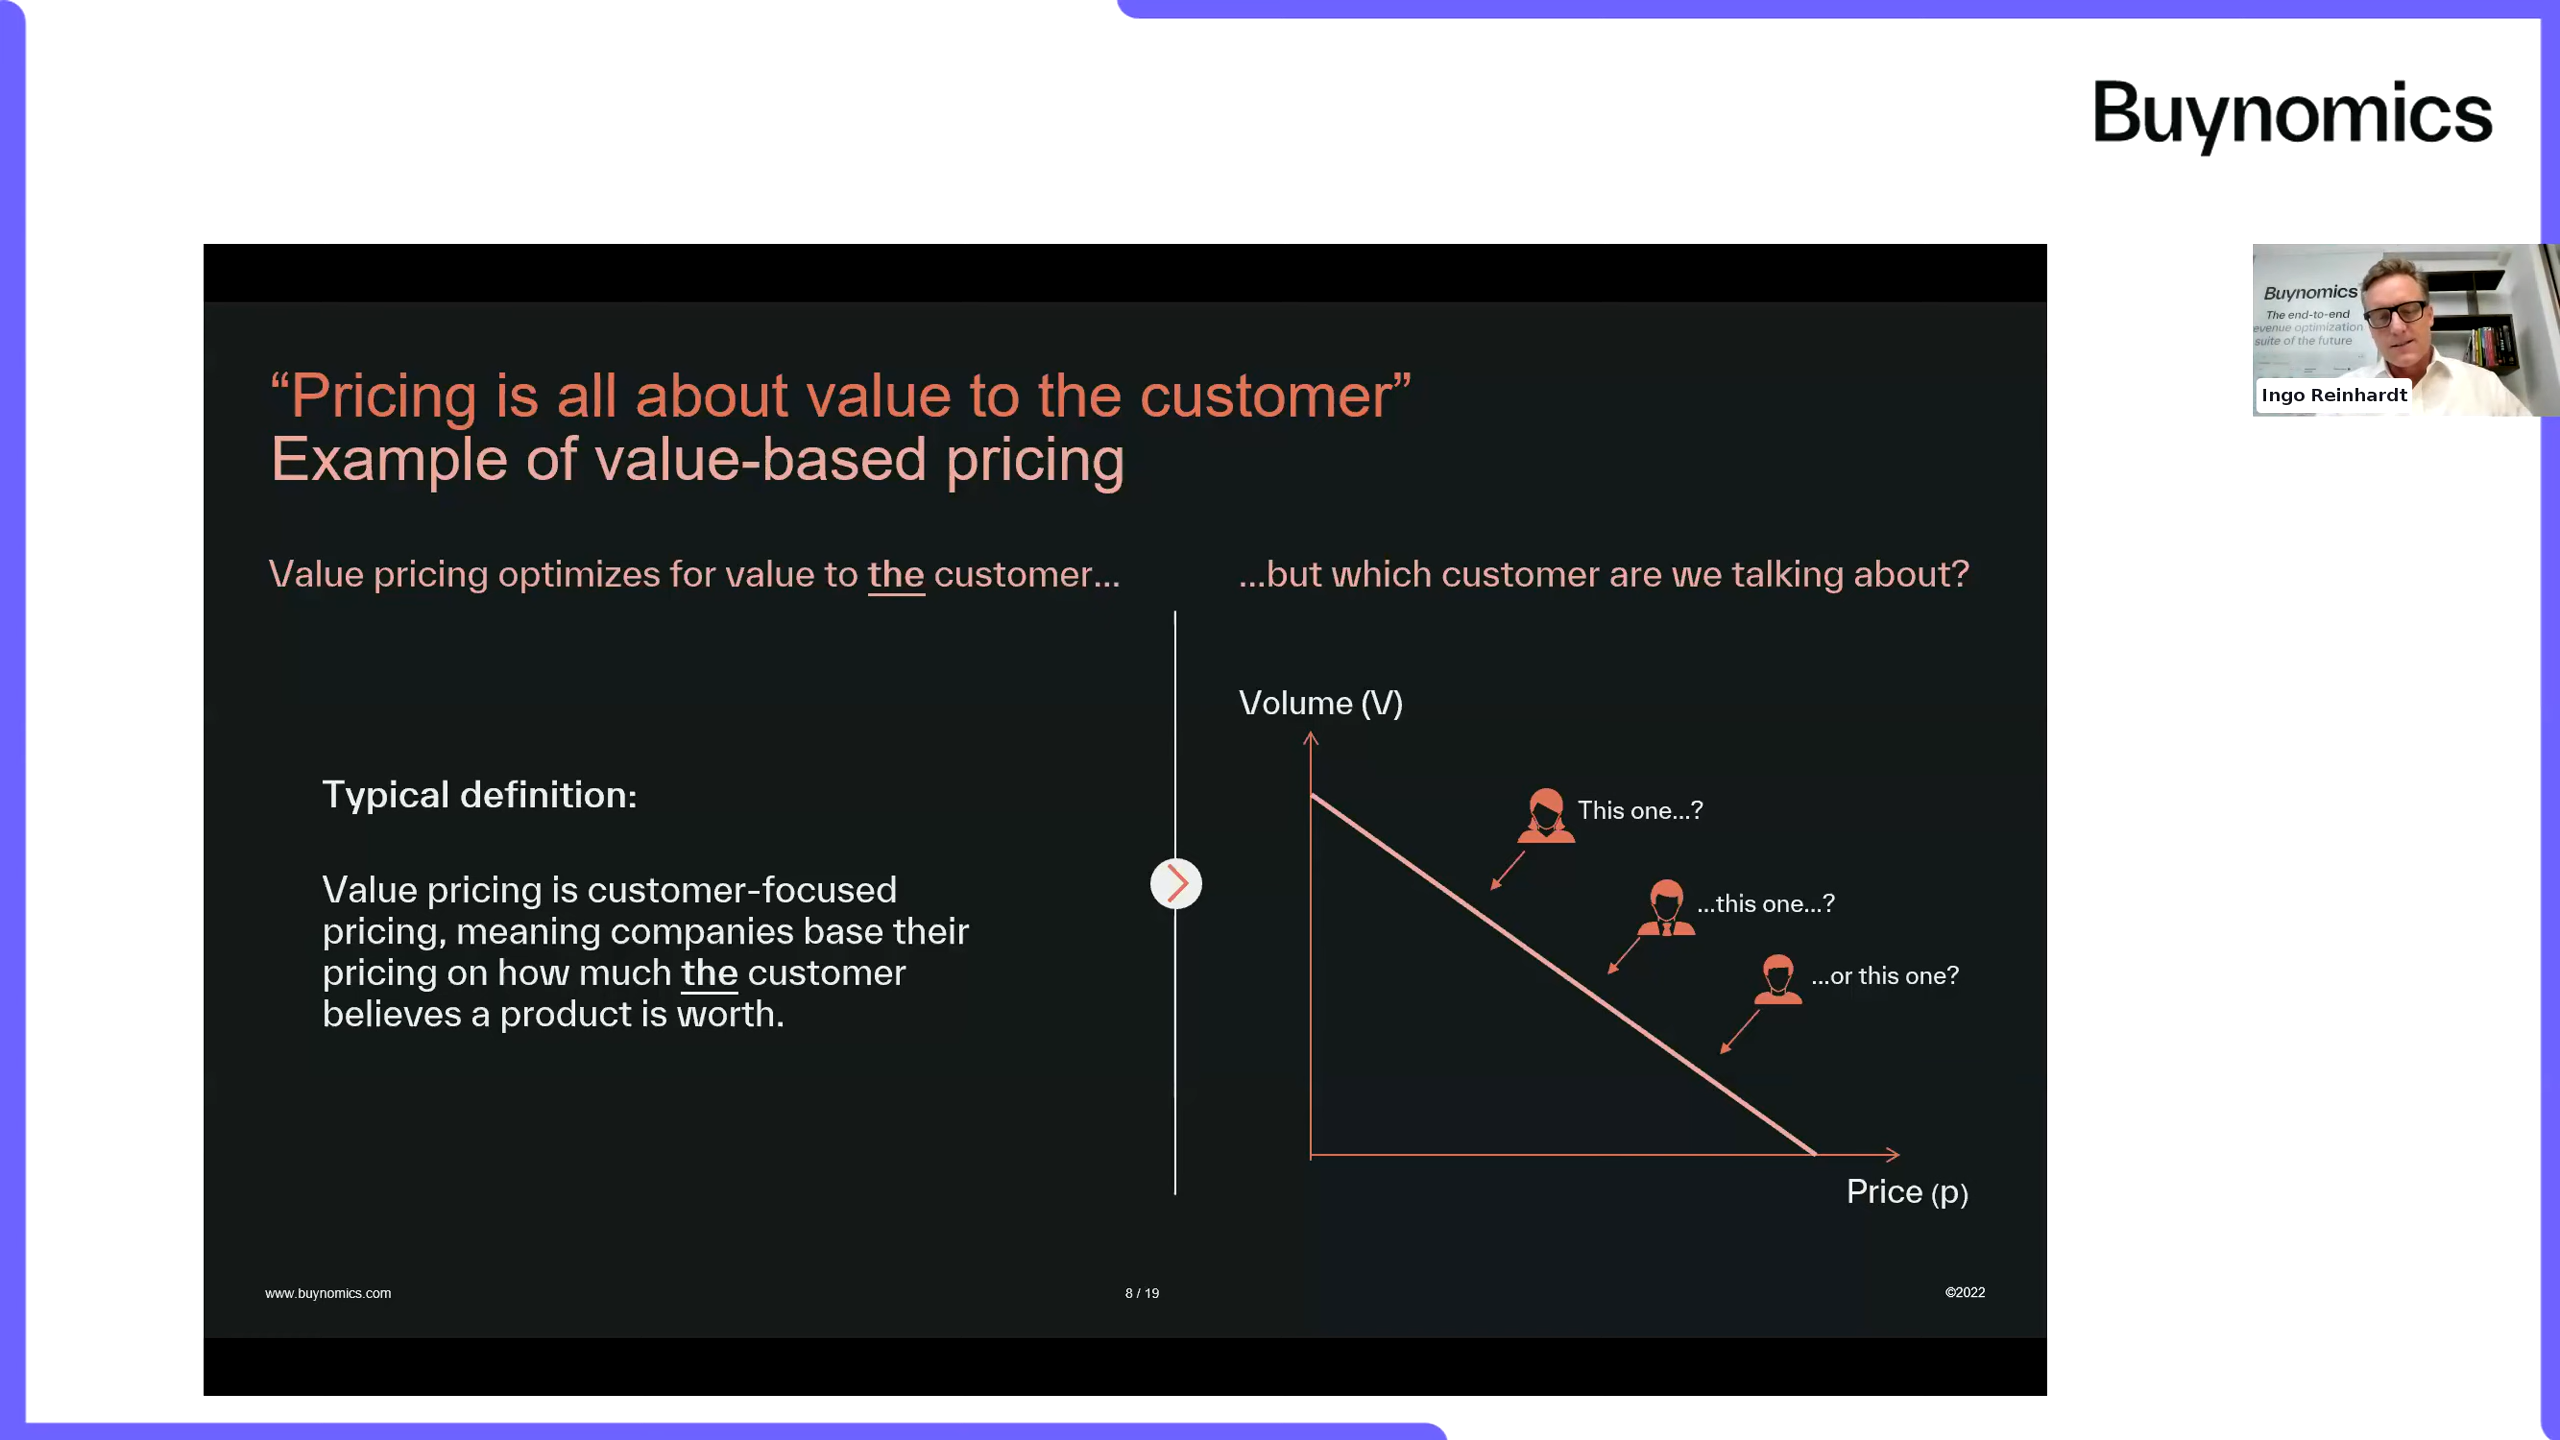 Buynomics
Buynomics
The end-to-end
evenue optimization
suite of the future
Ingo Reinhardt
“Pricing is all about value to the customer”
Example of value-based pricing
Value pricing optimizes for value to the customer...
...but which customer are we talking about?
Typical definition:
Value pricing is customer-focused
pricing, meaning companies base their
pricing on how much the customer
believes a product is worth.
Volume (V)
This one...?
...this one...?
...or this one?
Price (p)
www.buynomics.com
8 / 19
©2022